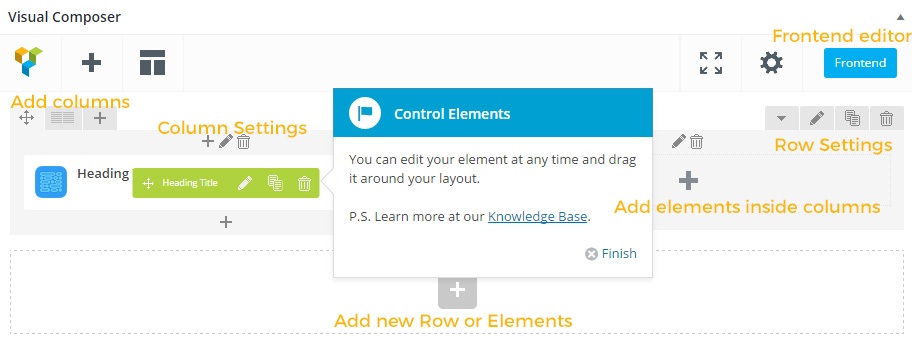 Visual Composer
Frontend editor
Frontend
Add columns
Column Settings
Control Elements
Row Settings
You can edit your element at any time and drag
it around your layout.
Heading
Heading Title
P.S. Learn more at our Knowledge Base.
Add elements inside columns
Finish
Add new Row or Elements